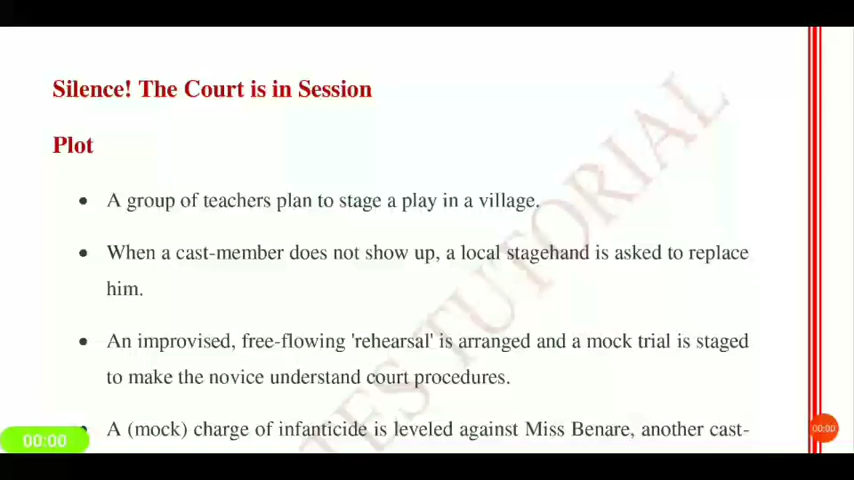 Silence! The Court is in Session
Plot
• A group of teachers plan to stage a play in a village.
• When a cast-member does not show up, a local stagehand is asked to replace
him.
• An improvised, free-flowing 'rehearsal' is arranged and a mock trial is staged
to make the novice understand court procedures.
• A (mock) charge of infanticide is leveled against Miss Benare, another cast-
TES TUTORIAL
00:00
00:00